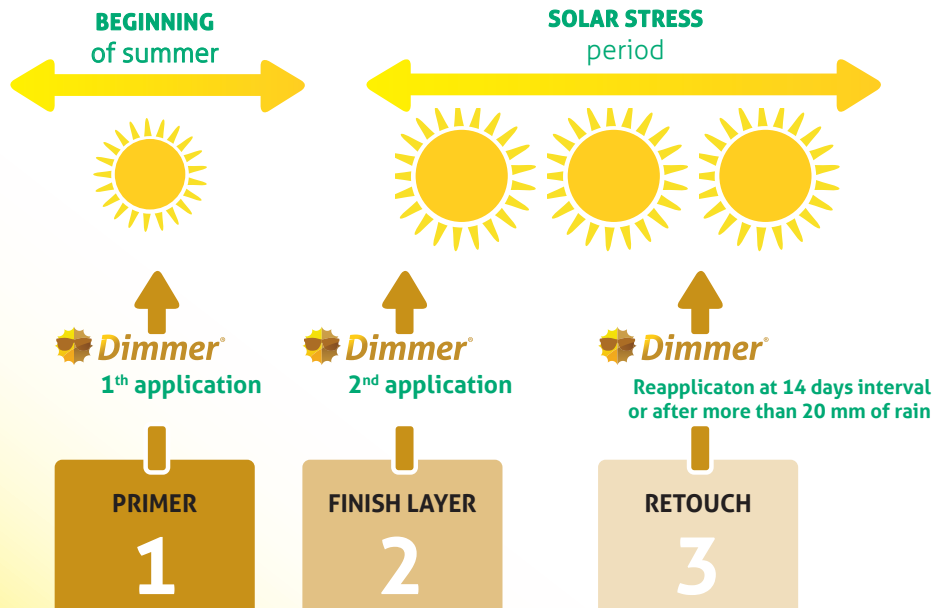 BEGINNING
of summer
SOLAR STRESS
period
Dimmer®
1th application
Dimmer®
2nd application
Dimmer®
Reapplicaton at 14 days interval
or after more than 20 mm of rain
PRIMER
1
FINISH LAYER
2
RETOUCH
3